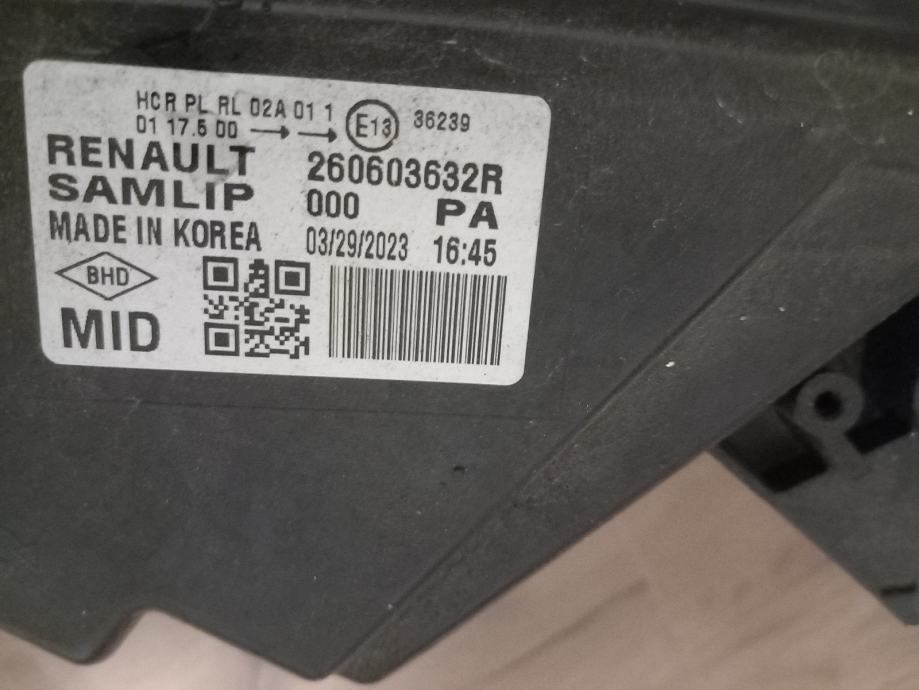 HCR PL RL 02A 01 1
01 17.5 00 → → E13 36239
RENAULT 260603632R
SAMLIP 000 PA
MADE IN KOREA 03/29/2023 16:45
BHD
MID